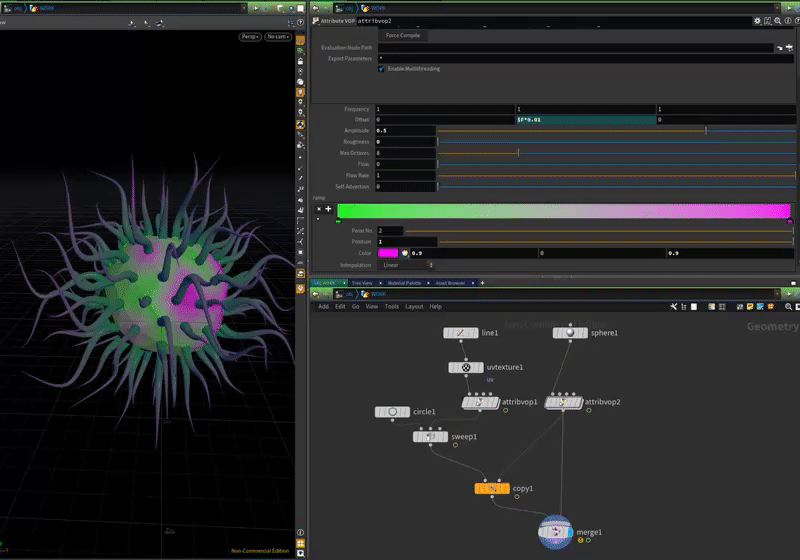 obj
WORK
Persp
No cam
Non-Commercial Edition
obj
WORK
Attribute VOP attribvop2
Force Compile
Evaluation Node Path
Export Parameters *
Enable Multithreading
Frequency 1 1 1
Offset 0 $F*0.01 0
Amplitude 0.5
Roughness 0
Max Octaves 8
Flow 0
Flow Rate 1
Self-Advection 0
ramp
Point No. 2
Position 1
Color 0.9 0 0.9
Interpolation Linear
Tree View
Material Palette
Asset Browser
obj
WORK
Add Edit Go View Tools Layout Help
Non-Commercial Edition
Geometry
line1
sphere1
uvtexture1
uv
attribvop1
attribvop2
circle1
sweep1
copy1
merge1